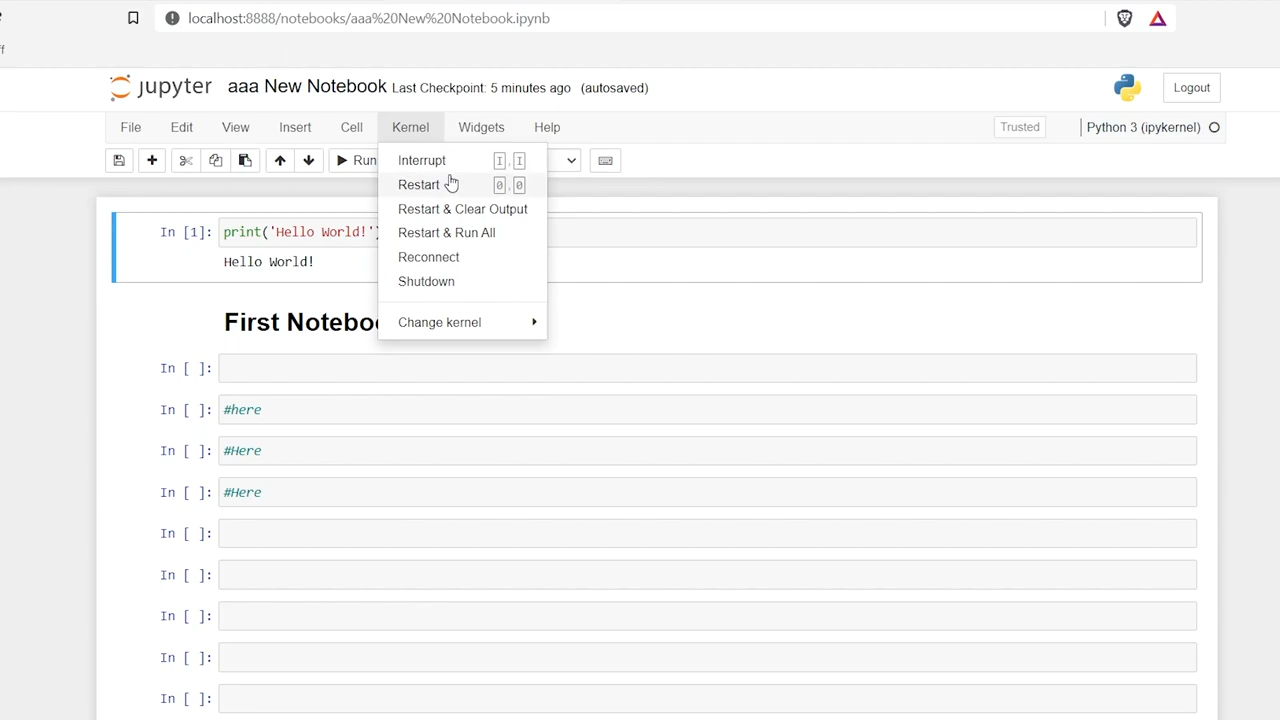 localhost:8888/notebooks/aaa%20New%20Notebook.ipynb
jupyter aaa New Notebook Last Checkpoint: 5 minutes ago (autosaved)
Logout
File Edit View Insert Cell Kernel Widgets Help
Trusted
Python 3 (ipykernel)
Run
Interrupt I,I
Restart 0,0
Restart & Clear Output
Restart & Run All
Reconnect
Shutdown
Change kernel
In [1]: print('Hello World!')
Hello World!
First Notebo
In [ ]:
In [ ]: #here
In [ ]: #Here
In [ ]: #Here
In [ ]:
In [ ]:
In [ ]:
In [ ]:
In [ ]: